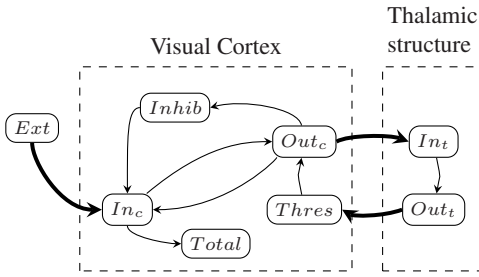 Thalamic
structure
Visual Cortex
Inhib
Ext
Out_c
In_t
In_c
Thres
Out_t
Total